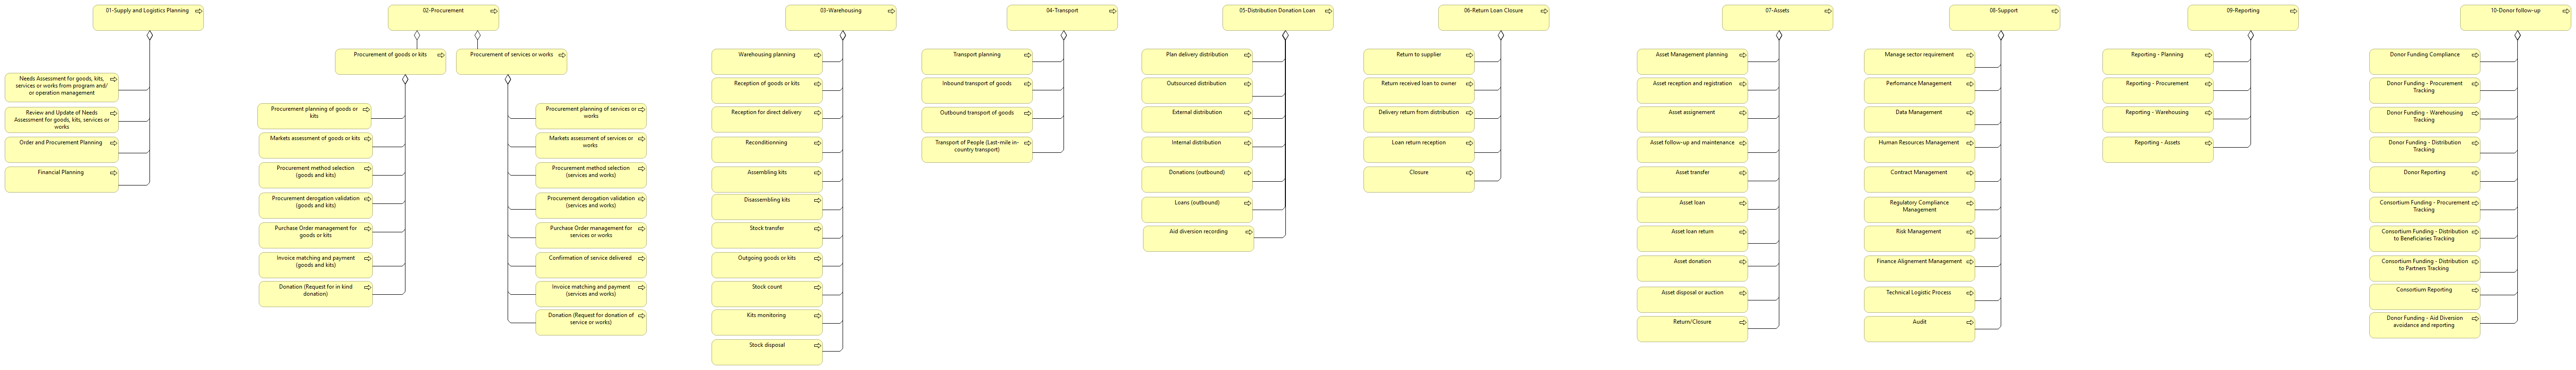 01-Supply and Logistics Planning
Needs Assessment for goods, kits,
services or works from program and/
or operation management
Review and Update of Needs
Assessment for goods, kits, services or
works
Order and Procurement Planning
Financial Planning
02-Procurement
Procurement of goods or kits
Procurement planning of goods or
kits
Markets assessment of goods or kits
Procurement method selection
(goods and kits)
Procurement derogation validation
(goods and kits)
Purchase Order management for
goods or kits
Invoice matching and payment
(goods and kits)
Donation (Request for in kind
donation)
Procurement of services or works
Procurement planning of services or
works
Markets assessment of services or
works
Procurement method selection
(services and works)
Procurement derogation validation
(services and works)
Purchase Order management for
services or works
Confirmation of service delivered
Invoice matching and payment
(services and works)
Donation (Request for donation of
service or works)
03-Warehousing
Warehousing planning
Reception of goods or kits
Reception for direct delivery
Reconditionning
Assembling kits
Disassembling kits
Stock transfer
Outgoing goods or kits
Stock count
Kits monitoring
Stock disposal
04-Transport
Transport planning
Inbound transport of goods
Outbound transport of goods
Transport of People (Last-mile in-
country transport)
05-Distribution Donation Loan
Plan delivery distribution
Outsourced distribution
External distribution
Internal distribution
Donations (outbound)
Loans (outbound)
Aid diversion recording
06-Return Loan Closure
Return to supplier
Return received loan to owner
Delivery return from distribution
Loan return reception
Closure
07-Assets
Asset Management planning
Asset reception and registration
Asset assignement
Asset follow-up and maintenance
Asset transfer
Asset loan
Asset loan return
Asset donation
Asset disposal or auction
Return/Closure
08-Support
Manage sector requirement
Perfomance Management
Data Management
Human Resources Management
Contract Management
Regulatory Compliance
Management
Risk Management
Finance Alignement Management
Technical Logistic Process
Audit
09-Reporting
Reporting - Planning
Reporting - Procurement
Reporting - Warehousing
Reporting - Assets
10-Donor follow-up
Donor Funding Compliance
Donor Funding - Procurement
Tracking
Donor Funding - Warehousing
Tracking
Donor Funding - Distribution
Tracking
Donor Reporting
Consortium Funding - Procurement
Tracking
Consortium Funding - Distribution
to Beneficiaries Tracking
Consortium Funding - Distribution
to Partners Tracking
Consortium Reporting
Donor Funding - Aid Diversion
avoidance and reporting